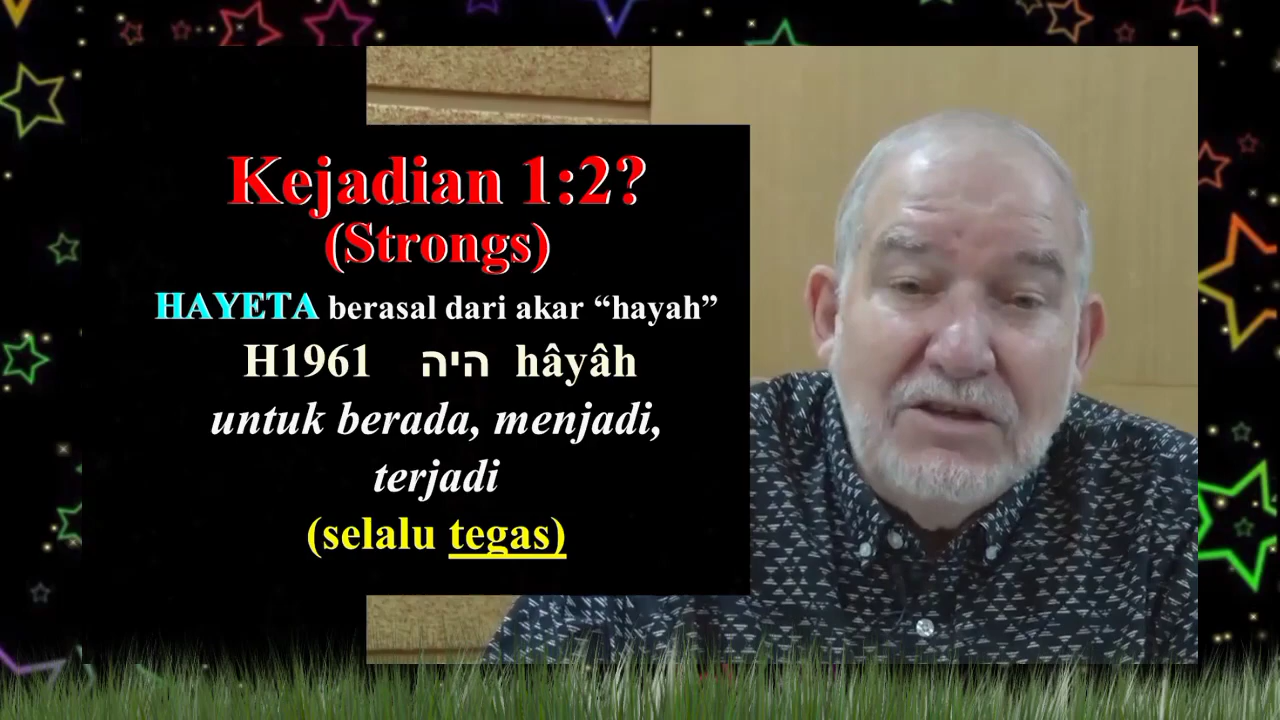 Kejadian 1:2?
(Strongs)
HAYETA berasal dari akar “hayah”
H1961 היה hâyâh
untuk berada, menjadi,
terjadi
(selalu tegas)